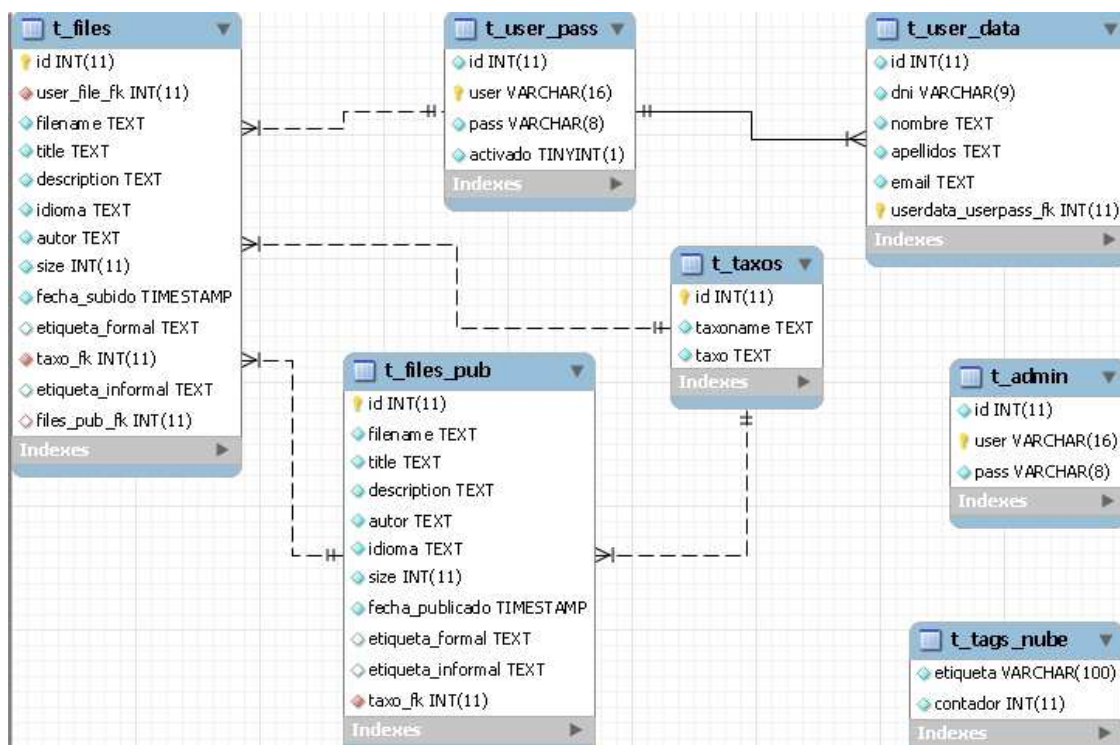 t_files
id INT(11)
user_file_fk INT(11)
filename TEXT
title TEXT
description TEXT
idioma TEXT
autor TEXT
size INT(11)
fecha_subido TIMESTAMP
etiqueta_formal TEXT
taxo_fk INT(11)
etiqueta_informal TEXT
files_pub_fk INT(11)
Indexes
t_user_pass
id INT(11)
user VARCHAR(16)
pass VARCHAR(8)
activado TINYINT(1)
Indexes
t_user_data
id INT(11)
dni VARCHAR(9)
nombre TEXT
apellidos TEXT
email TEXT
userdata_userpass_fk INT(11)
Indexes
t_taxos
id INT(11)
taxoname TEXT
taxo TEXT
Indexes
t_files_pub
id INT(11)
filename TEXT
title TEXT
description TEXT
autor TEXT
idioma TEXT
size INT(11)
fecha_publicado TIMESTAMP
etiqueta_formal TEXT
etiqueta_informal TEXT
taxo_fk INT(11)
Indexes
t_admin
id INT(11)
user VARCHAR(16)
pass VARCHAR(8)
Indexes
t_tags_nube
etiqueta VARCHAR(100)
contador INT(11)
Indexes